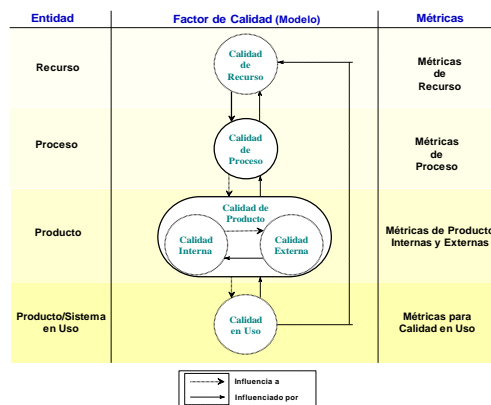 Entidad
Factor de Calidad (Modelo)
Métricas
Recurso
Calidad
de
Recurso
Métricas
de
Recurso
Proceso
Calidad
de
Proceso
Métricas
de
Proceso
Producto
Calidad de
Producto
Calidad
Interna
Calidad
Externa
Métricas de Producto
Internas y Externas
Producto/Sistema
en Uso
Calidad
en Uso
Métricas para
Calidad en Uso
Influencia a
Influenciado por